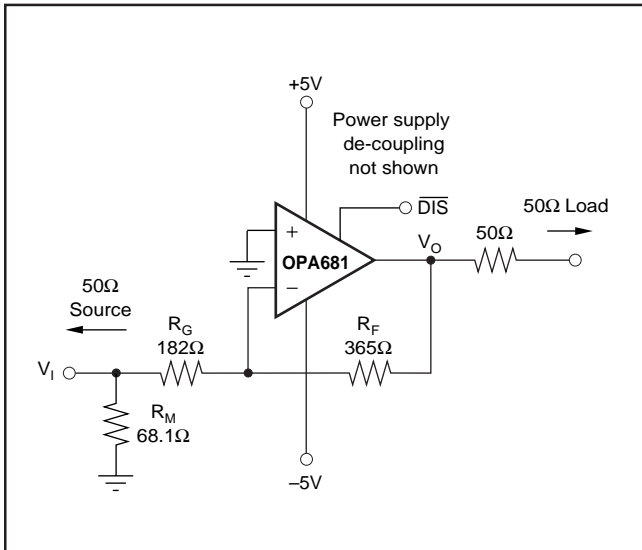 +5V
Power supply
de-coupling
not shown
DIS
50Ω Load
VO
50Ω
+
OPA681
–
50Ω
Source
RG
182Ω
RF
365Ω
VI
RM
68.1Ω
–5V